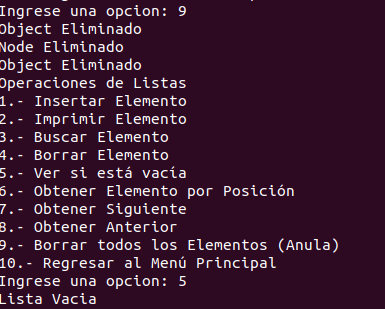 Ingrese una opcion: 9
Object Eliminado
Node Eliminado
Object Eliminado
Operaciones de Listas
1.- Insertar Elemento
2.- Imprimir Elemento
3.- Buscar Elemento
4.- Borrar Elemento
5.- Ver si está vacia
6.- Obtener Elemento por Posición
7.- Obtener Siguiente
8.- Obtener Anterior
9.- Borrar todos los Elementos (Anula)
10.- Regresar al Menú Principal
Ingrese una opcion: 5
Lista Vacia